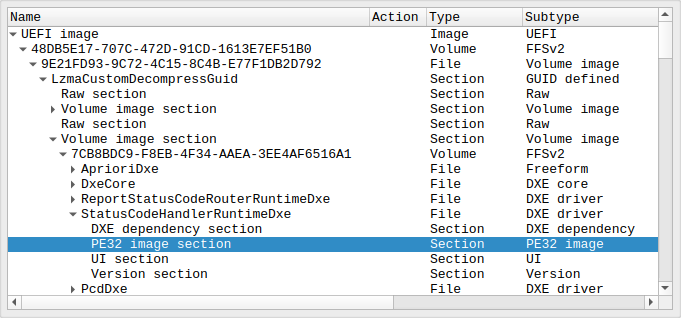 Name Action Type Subtype
UEFI image Image UEFI
48DB5E17-707C-472D-91CD-1613E7EF51B0 Volume FFSv2
9E21FD93-9C72-4C15-8C4B-E77F1DB2D792 File Volume image
LzmaCustomDecompressGuid Section GUID defined
Raw section Section Raw
Volume image section Section Volume image
Raw section Section Raw
Volume image section Section Volume image
7CB8BDC9-F8EB-4F34-AAEA-3EE4AF6516A1 Volume FFSv2
AprioriDxe File Freeform
DxeCore File DXE core
ReportStatusCodeRouterRuntimeDxe File DXE driver
StatusCodeHandlerRuntimeDxe File DXE driver
DXE dependency section Section DXE dependency
PE32 image section Section PE32 image
UI section Section UI
Version section Section Version
PcdDxe File DXE driver